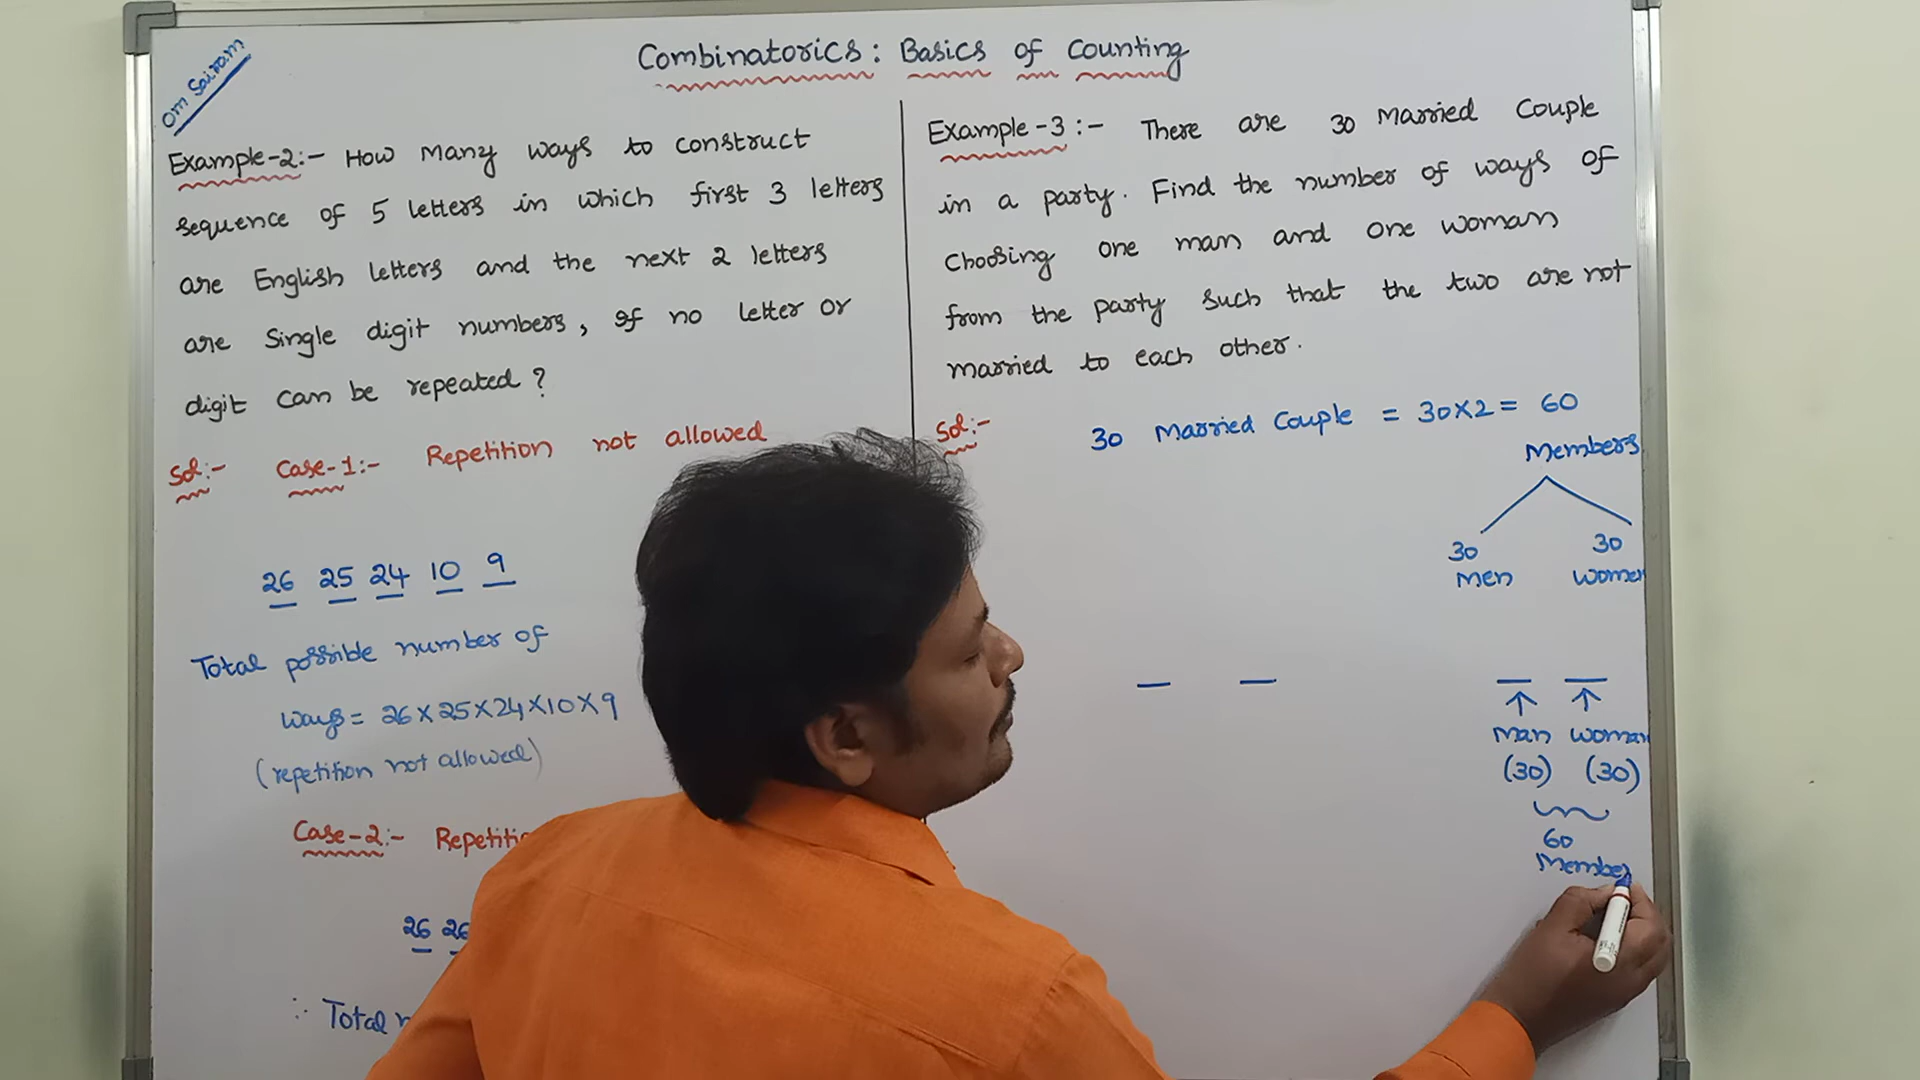 Om Sairam
Combinatorics: Basics of Counting
Example-2:- How many ways to construct
sequence of 5 letters in which first 3 letters
are English letters and the next 2 letters
are single digit numbers, if no letter or
digit can be repeated?
Sol:- Case-1:- Repetition not allowed
26 25 24 10 9
Total possible number of
ways = 26×25×24×10×9
(repetition not allowed)
Case-2:-
26 26
∴ Total
Example-3:- There are 30 Married Couple
in a party. Find the number of ways of
choosing one man and one woman
from the party such that the two are not
married to each other.
Sol:- 30 Married Couple = 30×2 = 60
Members
30 30
Men Women
Man Woman
(30) (30)
60
Member